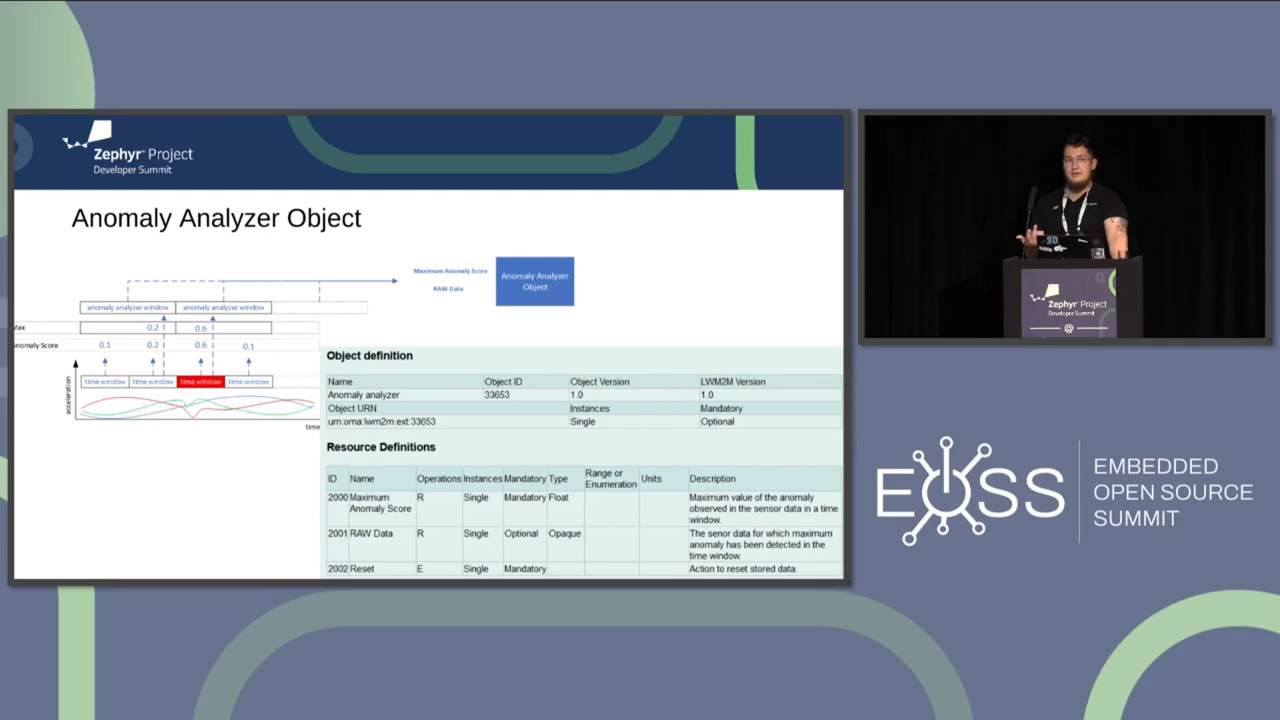 Zephyr® Project
Developer Summit
Anomaly Analyzer Object
Maximum Anomaly Score
RAW Data
Anomaly Analyzer
Object
anomaly analyzer window anomaly analyzer window
Max 0.2 0.6
Anomaly Score 0.1 0.2 0.6 0.1
time window time window time window time window
acceleration
time
Object definition
Name Object ID Object Version LWM2M Version
Anomaly analyzer 33653 1.0 1.0
Object URN Instances Mandatory
urn:oma:lwm2m:ext:33653 Single Optional
Resource Definitions
ID Name Operations Instances Mandatory Type Range or Enumeration Units Description
2000 Maximum Anomaly Score R Single Mandatory Float Maximum value of the anomaly
observed in the sensor data in a time
window.
2001 RAW Data R Single Optional Opaque The senor data for which maximum
anomaly has been detected in the
time window.
2002 Reset E Single Mandatory Action to reset stored data.
Zephyr® Project
Developer Summit
@
EOSS
EMBEDDED
OPEN SOURCE
SUMMIT